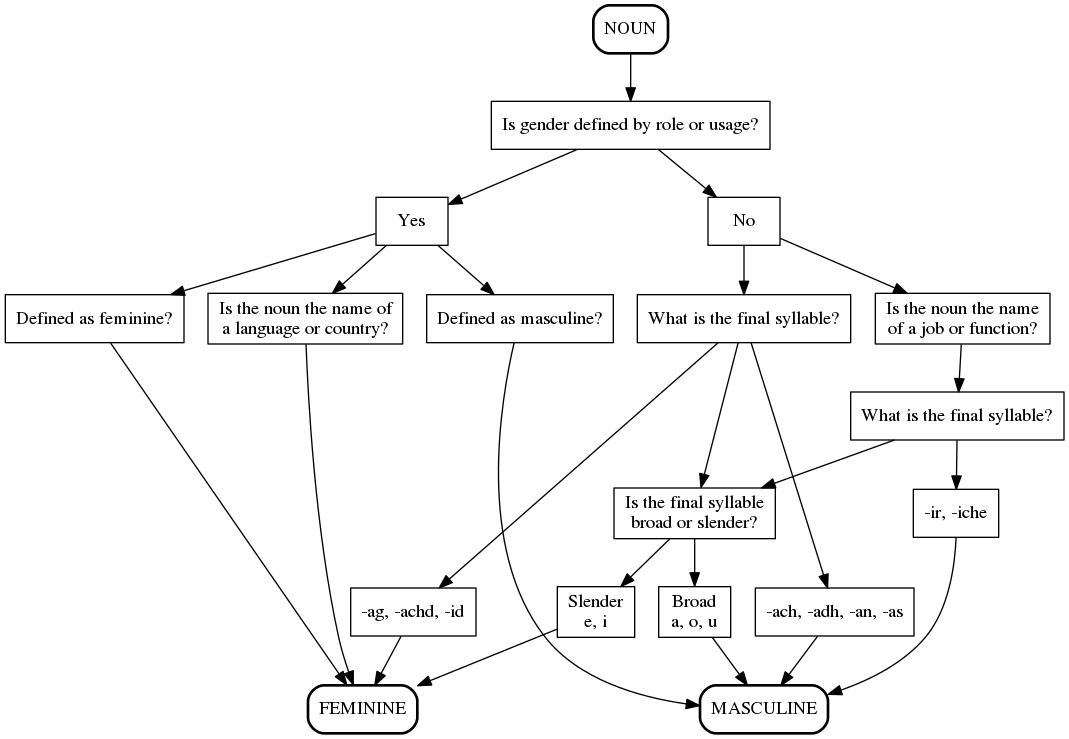 NOUN
Is gender defined by role or usage?
Yes
No
Defined as feminine?
Is the noun the name of
a language or country?
Defined as masculine?
What is the final syllable?
Is the noun the name
of a job or function?
What is the final syllable?
Is the final syllable
broad or slender?
-ir, -iche
-ag, -achd, -id
Slender
e, i
Broad
a, o, u
-ach, -adh, -an, -as
FEMININE
MASCULINE